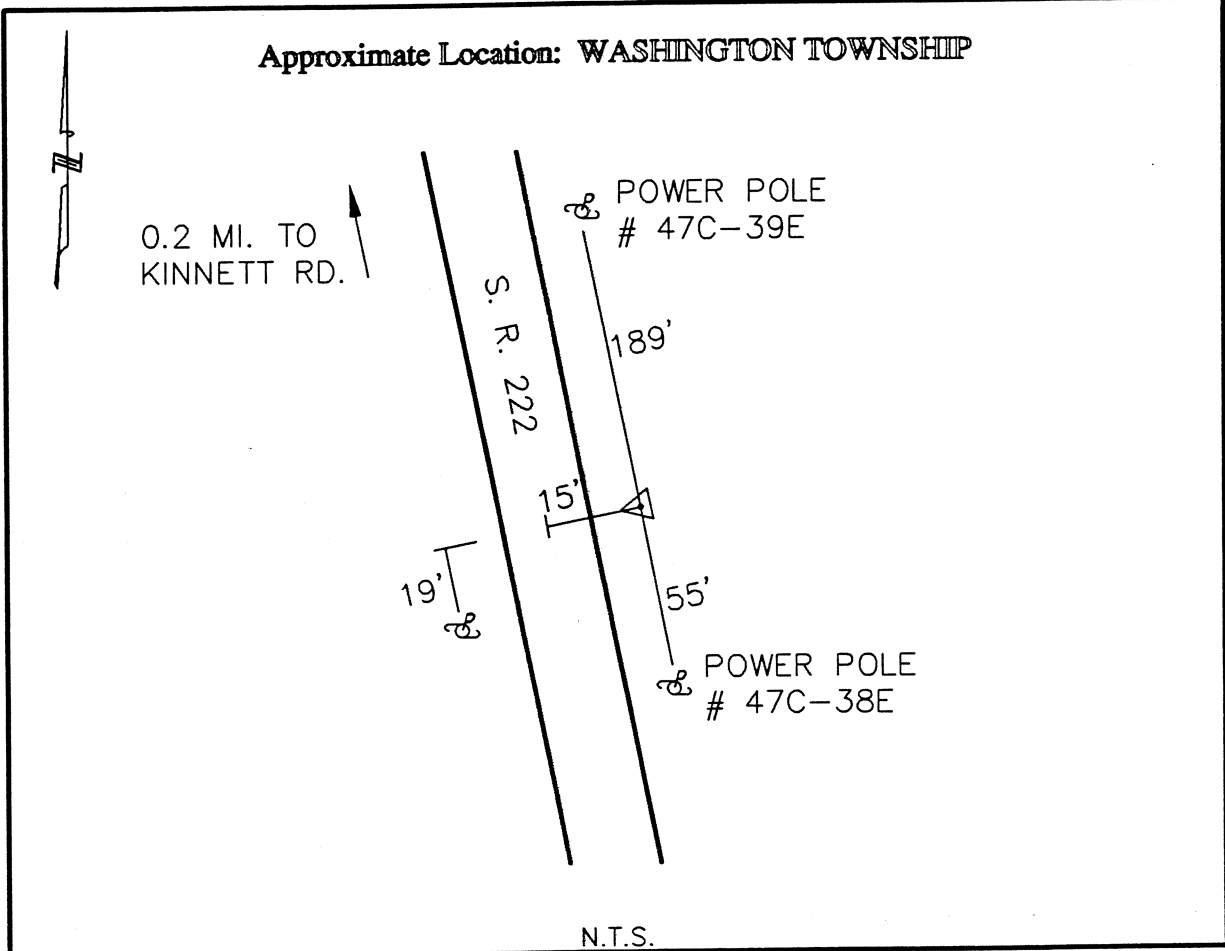 Approximate Location: WASHINGTON TOWNSHIP
N
POWER POLE
# 47C-39E
0.2 MI. TO
KINNETT RD.
S. R. 222
189'
15'
19'
55'
POWER POLE
# 47C-38E
N.T.S.